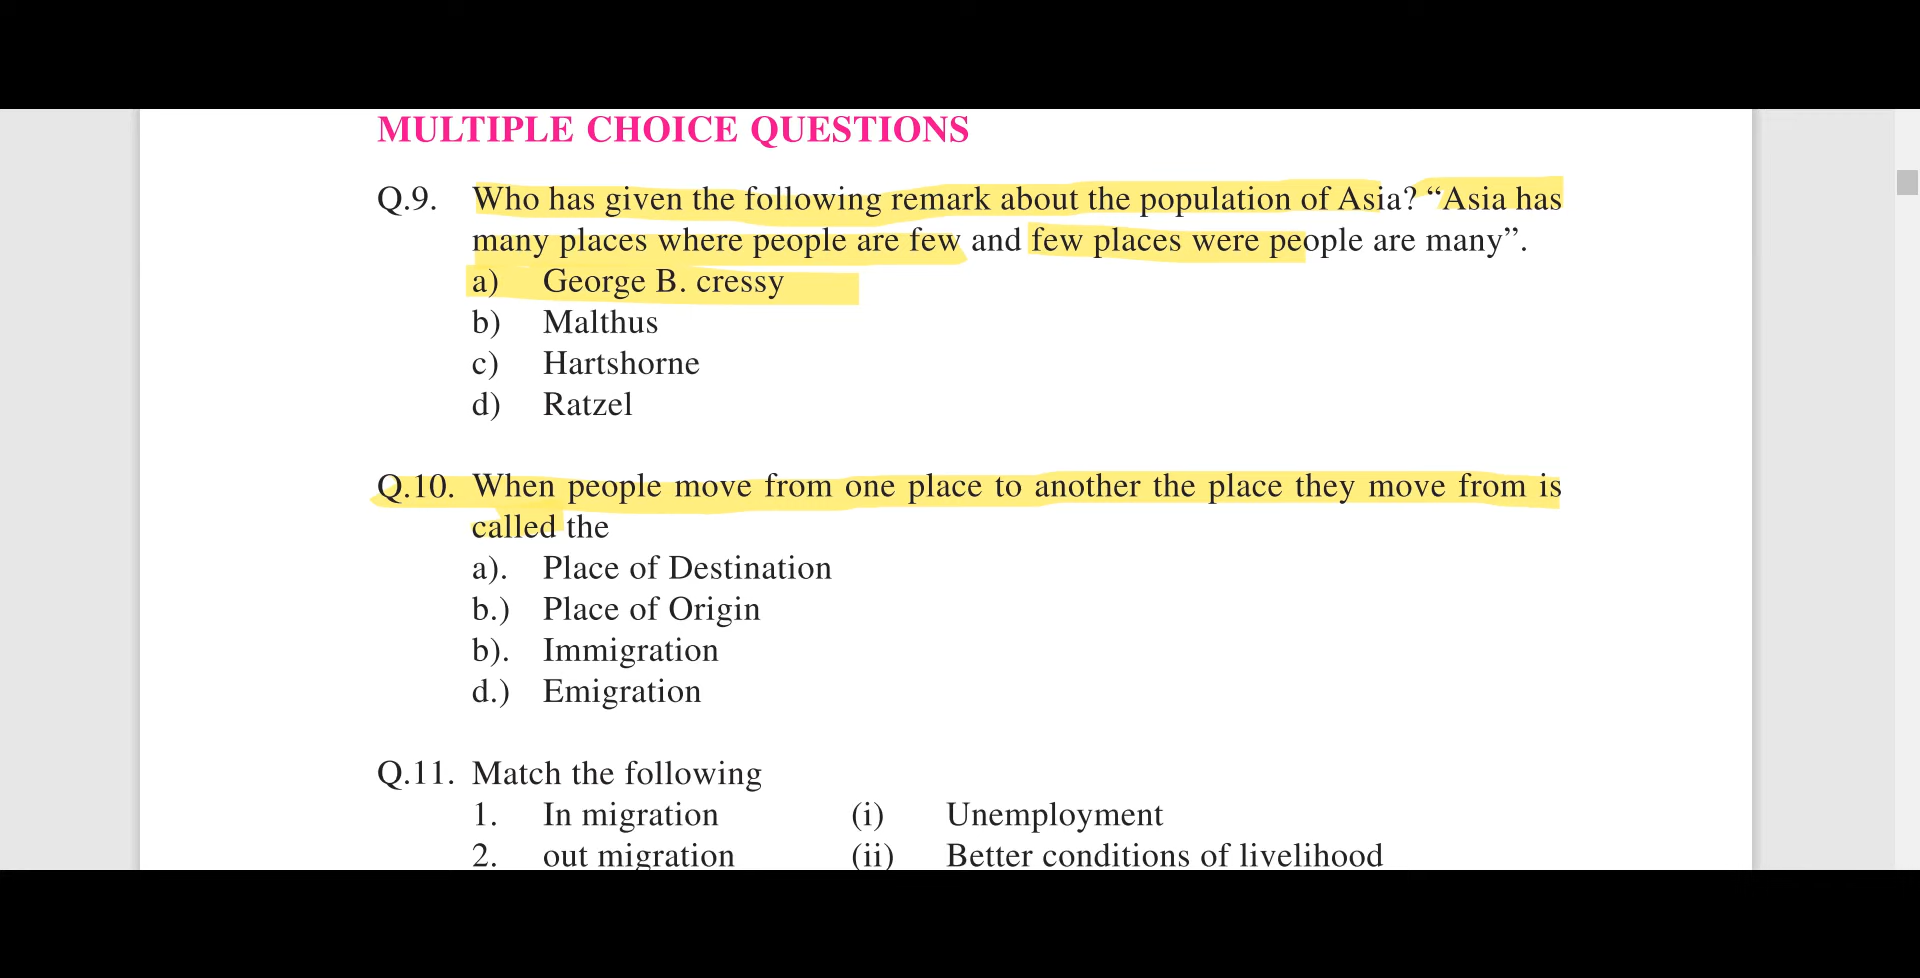 MULTIPLE CHOICE QUESTIONS
Q.9. Who has given the following remark about the population of Asia? “Asia has
many places where people are few and few places were people are many”.
a) George B. cressy
b) Malthus
c) Hartshorne
d) Ratzel
Q.10. When people move from one place to another the place they move from is
called the
a). Place of Destination
b.) Place of Origin
b). Immigration
d.) Emigration
Q.11. Match the following
1. In migration (i) Unemployment
2. out migration (ii) Better conditions of livelihood